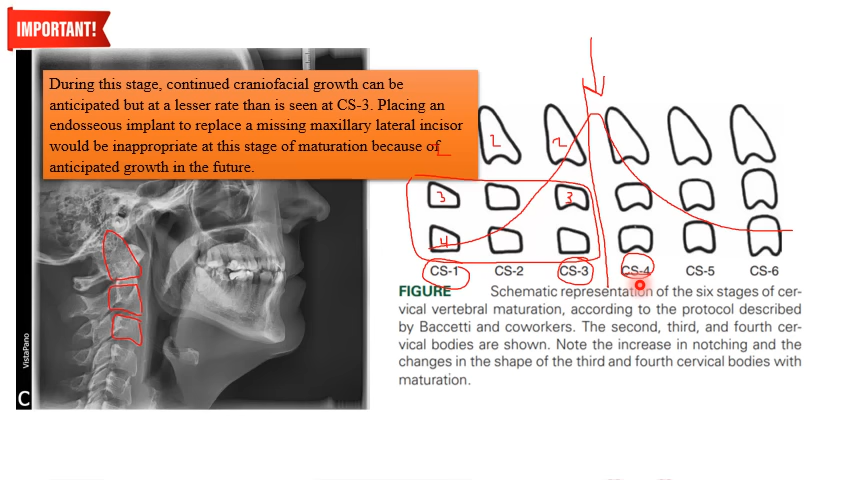 IMPORTANT!
During this stage, continued craniofacial growth can be
anticipated but at a lesser rate than is seen at CS-3. Placing an
endosseous implant to replace a missing maxillary lateral incisor
would be inappropriate at this stage of maturation because of
anticipated growth in the future.
2 2
3 3
4
CS-1 CS-2 CS-3 CS-4 CS-5 CS-6
FIGURE Schematic representation of the six stages of cer-
vical vertebral maturation, according to the protocol described
by Baccetti and coworkers. The second, third, and fourth cer-
vical bodies are shown. Note the increase in notching and the
changes in the shape of the third and fourth cervical bodies with
maturation.
VistaPano
C